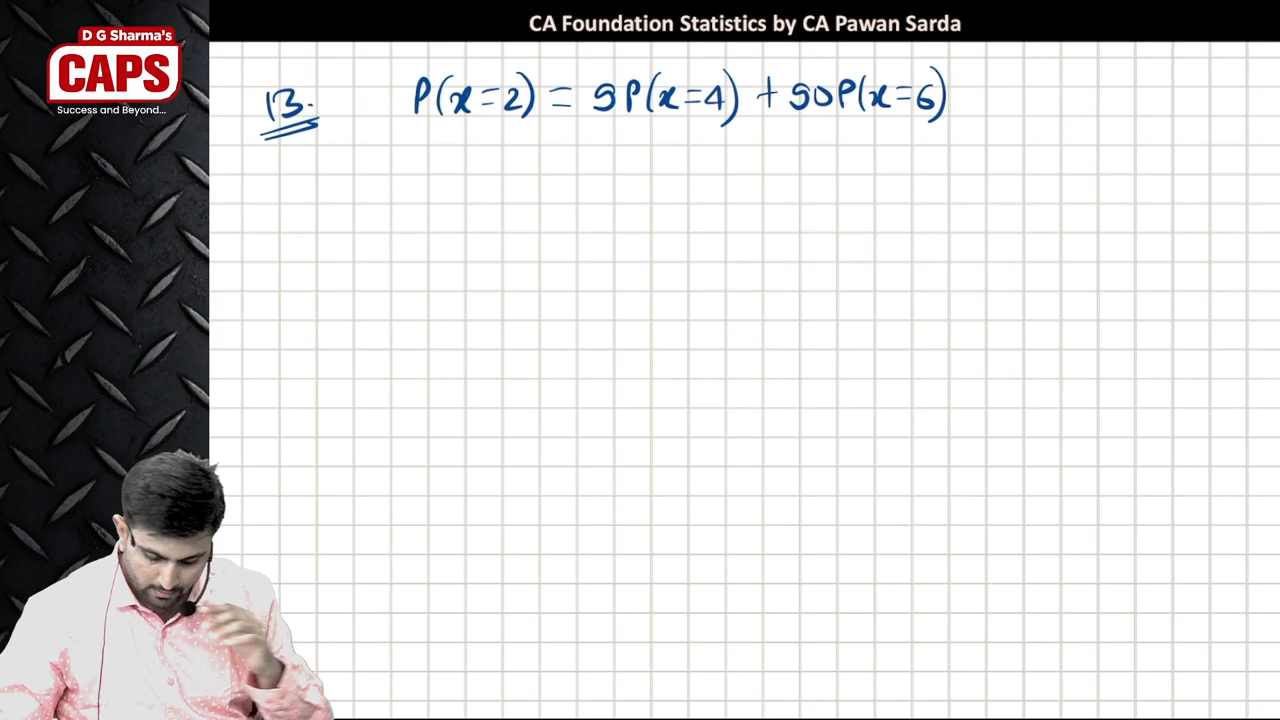 D G Sharma's
CAPS
Success and Beyond...
CA Foundation Statistics by CA Pawan Sarda
13. P(x=2) = 9P(x=4) + 90P(x=6)